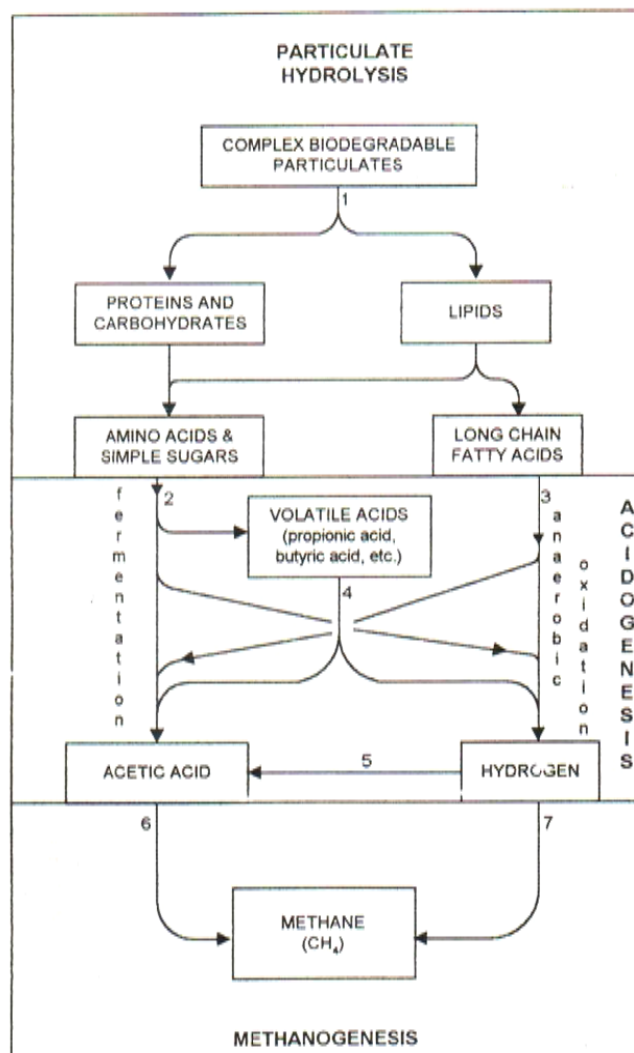 PARTICULATE
HYDROLYSIS
COMPLEX BIODEGRADABLE
PARTICULATES
1
PROTEINS AND
CARBOHYDRATES
LIPIDS
AMINO ACIDS &
SIMPLE SUGARS
LONG CHAIN
FATTY ACIDS
2
3
fermentation
VOLATILE ACIDS
(propionic acid,
butyric acid, etc.)
anaerobic
oxidation
ACIDOGENESIS
4
ACETIC ACID
5
HYDROGEN
6
7
METHANE
(CH₄)
METHANOGENESIS